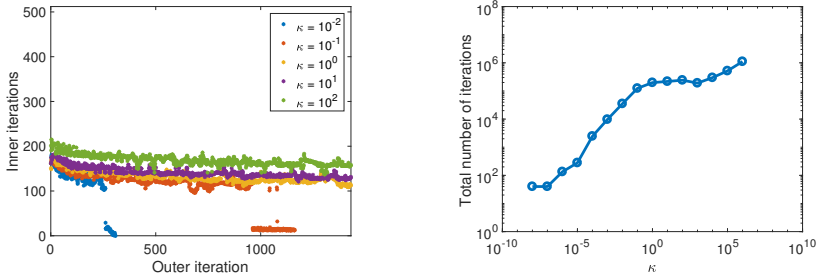 500
400
300
200
100
0
0
500
1000
Inner iterations
Outer iteration
κ = 10^-2
κ = 10^-1
κ = 10^0
κ = 10^1
κ = 10^2
10^8
10^6
10^4
10^2
10^0
10^-10
10^-5
10^0
10^5
10^10
Total number of iterations
κ